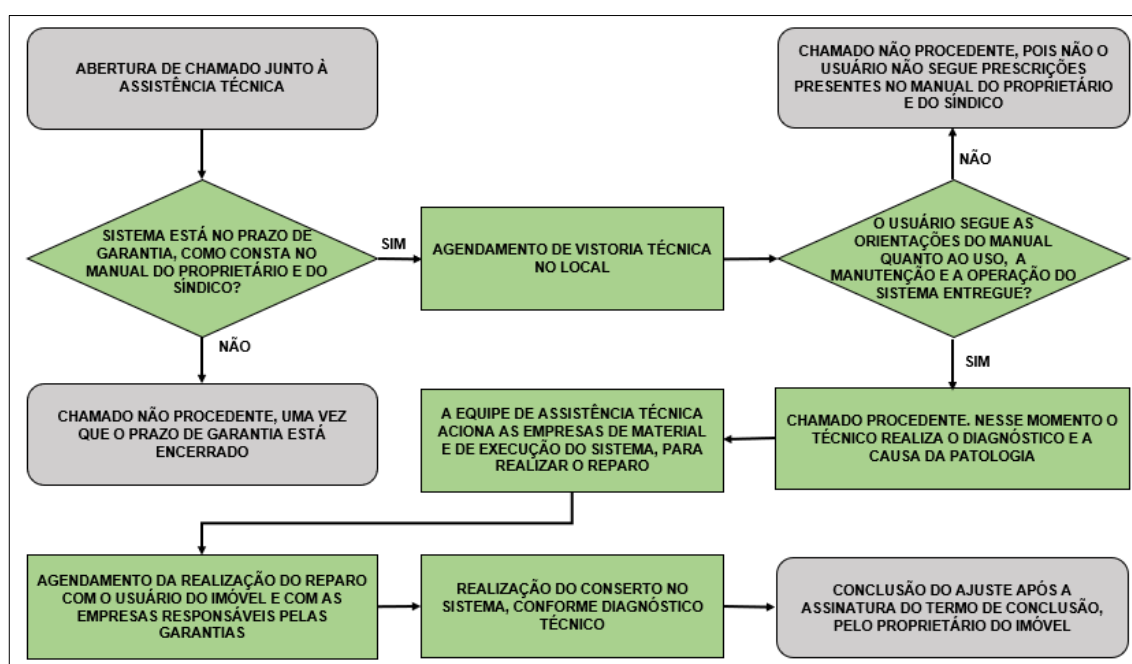 ABERTURA DE CHAMADO JUNTO À
ASSISTÊNCIA TÉCNICA
SISTEMA ESTÁ NO PRAZO DE
GARANTIA, COMO CONSTA NO
MANUAL DO PROPRIETÁRIO E DO
SÍNDICO?
NÃO
CHAMADO NÃO PROCEDENTE, UMA VEZ
QUE O PRAZO DE GARANTIA ESTÁ
ENCERRADO
SIM
AGENDAMENTO DE VISTORIA TÉCNICA
NO LOCAL
O USUÁRIO SEGUE AS
ORIENTAÇÕES DO MANUAL
QUANTO AO USO, A
MANUTENÇÃO E A OPERAÇÃO DO
SISTEMA ENTREGUE?
NÃO
CHAMADO NÃO PROCEDENTE, POIS NÃO O
USUÁRIO NÃO SEGUE PRESCRIÇÕES
PRESENTES NO MANUAL DO PROPRIETÁRIO
E DO SÍNDICO
SIM
CHAMADO PROCEDENTE. NESSE MOMENTO O
TÉCNICO REALIZA O DIAGNÓSTICO E A
CAUSA DA PATOLOGIA
A EQUIPE DE ASSISTÊNCIA TÉCNICA
ACIONA AS EMPRESAS DE MATERIAL
E DE EXECUÇÃO DO SISTEMA, PARA
REALIZAR O REPARO
AGENDAMENTO DA REALIZAÇÃO DO REPARO
COM O USUÁRIO DO IMÓVEL E COM AS
EMPRESAS RESPONSÁVEIS PELAS
GARANTIAS
REALIZAÇÃO DO CONSERTO NO
SISTEMA, CONFORME DIAGNÓSTICO
TÉCNICO
CONCLUSÃO DO AJUSTE APÓS A
ASSINATURA DO TERMO DE CONCLUSÃO,
PELO PROPRIETÁRIO DO IMÓVEL